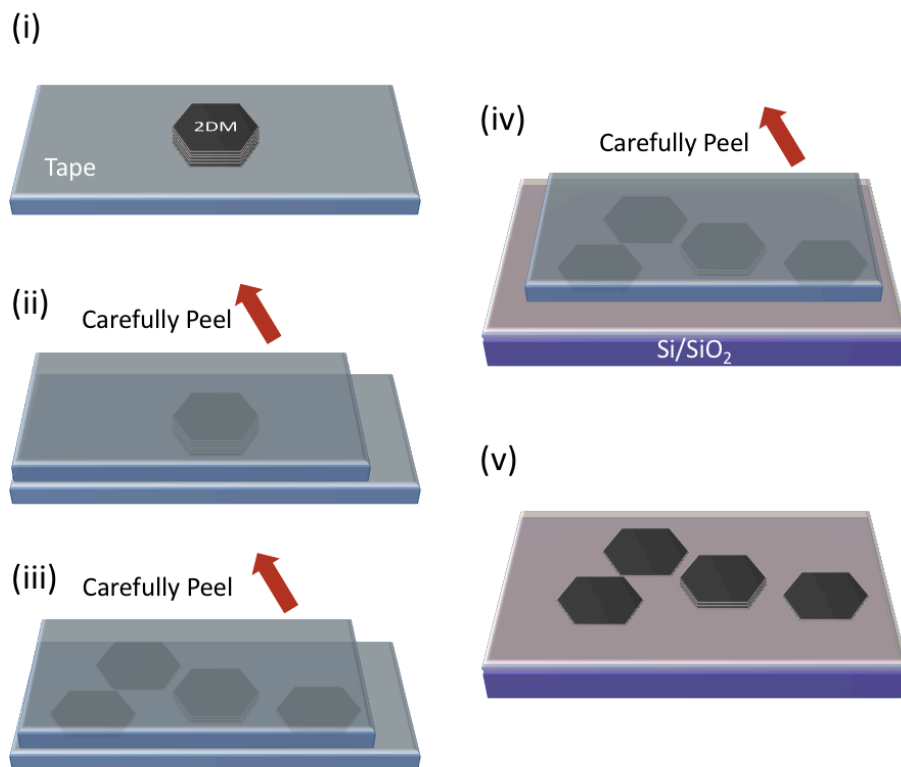 (i)
2DM
Tape
(ii)
Carefully Peel
(iii)
Carefully Peel
(iv)
Carefully Peel
Si/SiO₂
(v)